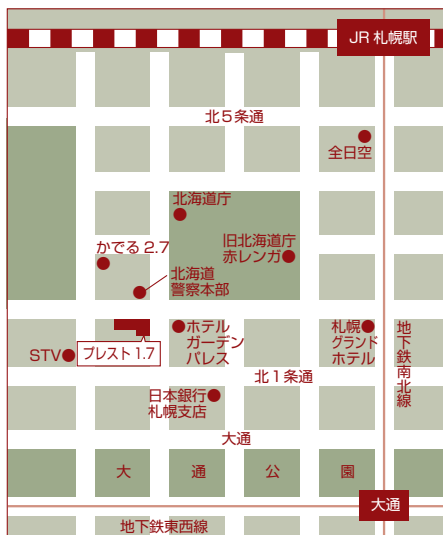 JR 札幌駅
北5条通
全日空
北海道庁
旧北海道庁
赤レンガ
かでる 2.7
北海道
警察本部
ホテル
ガーデン
パレス
札幌
グランド
ホテル
地下鉄南北線
STV
プレスト 1.7
北1条通
日本銀行
札幌支店
大通
大通公園
大通
地下鉄東西線